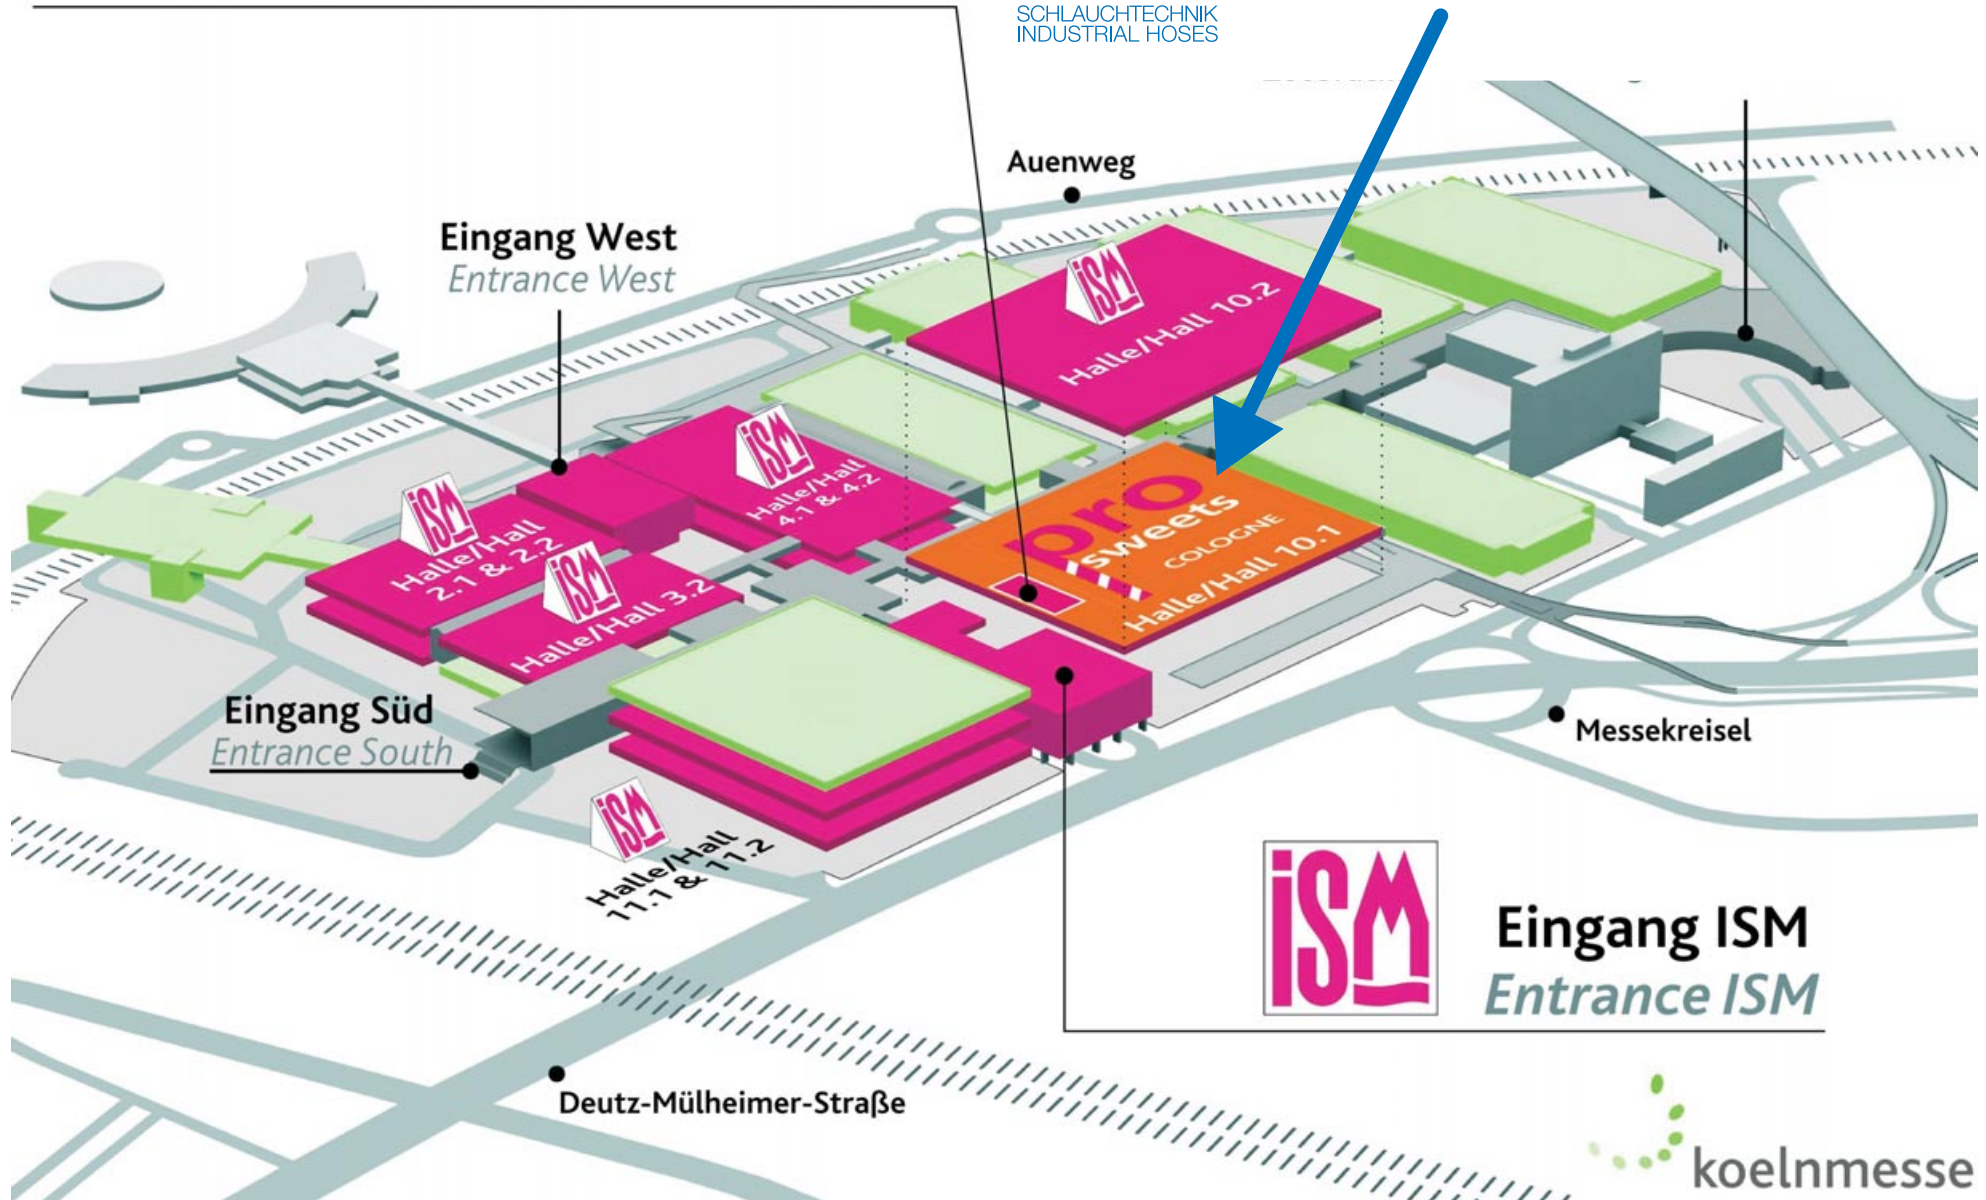 SCHLAUCHTECHNIK
INDUSTRIAL HOSES
Auenweg
Eingang West
Entrance West
iSM
Halle/Hall 10.2
iSM
Halle/Hall
4.1 & 4.2
iSM
Halle/Hall
2.1 & 2.2
iSM
Halle/Hall 3.2
pro
sweets
COLOGNE
Halle/Hall 10.1
Eingang Süd
Entrance South
Messekreisel
iSM
Halle/Hall
11.1 & 11.2
iSM
Eingang ISM
Entrance ISM
Deutz-Mülheimer-Straße
koelnmesse